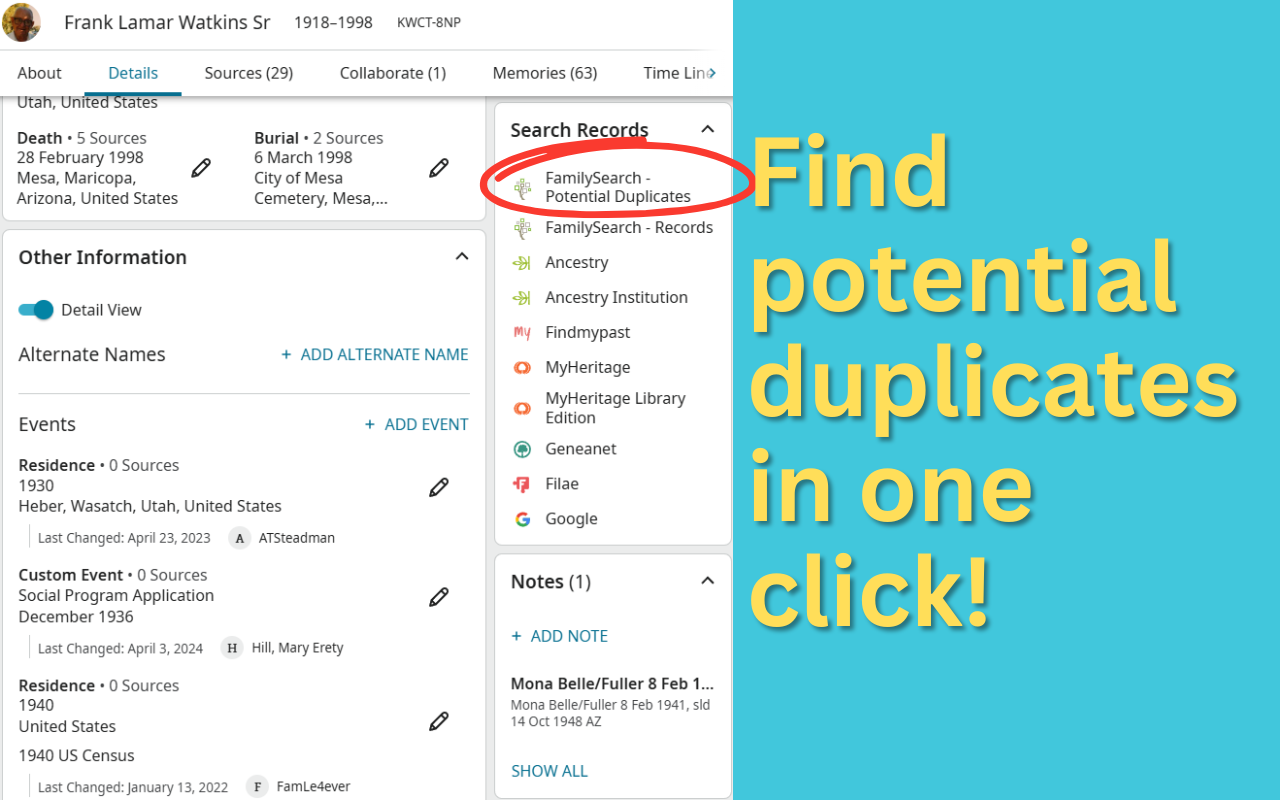 Frank Lamar Watkins Sr 1918–1998 KWCT-8NP
About Details Sources (29) Collaborate (1) Memories (63) Time Line
Utah, United States
Death • 5 Sources
28 February 1998
Mesa, Maricopa,
Arizona, United States
Burial • 2 Sources
6 March 1998
City of Mesa
Cemetery, Mesa,...
Other Information
Detail View
Alternate Names + ADD ALTERNATE NAME
Events + ADD EVENT
Residence • 0 Sources
1930
Heber, Wasatch, Utah, United States
Last Changed: April 23, 2023 A ATSteadman
Custom Event • 0 Sources
Social Program Application
December 1936
Last Changed: April 3, 2024 H Hill, Mary Erety
Residence • 0 Sources
1940
United States
1940 US Census
Last Changed: January 13, 2022 F FamLe4ever
Search Records
FamilySearch -
Potential Duplicates
FamilySearch - Records
Ancestry
Ancestry Institution
my Findmypast
MyHeritage
MyHeritage Library
Edition
Geneanet
F Filae
G Google
Notes (1)
+ ADD NOTE
Mona Belle/Fuller 8 Feb 1...
Mona Belle/Fuller 8 Feb 1941, sld
14 Oct 1948 AZ
SHOW ALL
Find
potential
duplicates
in one
click!